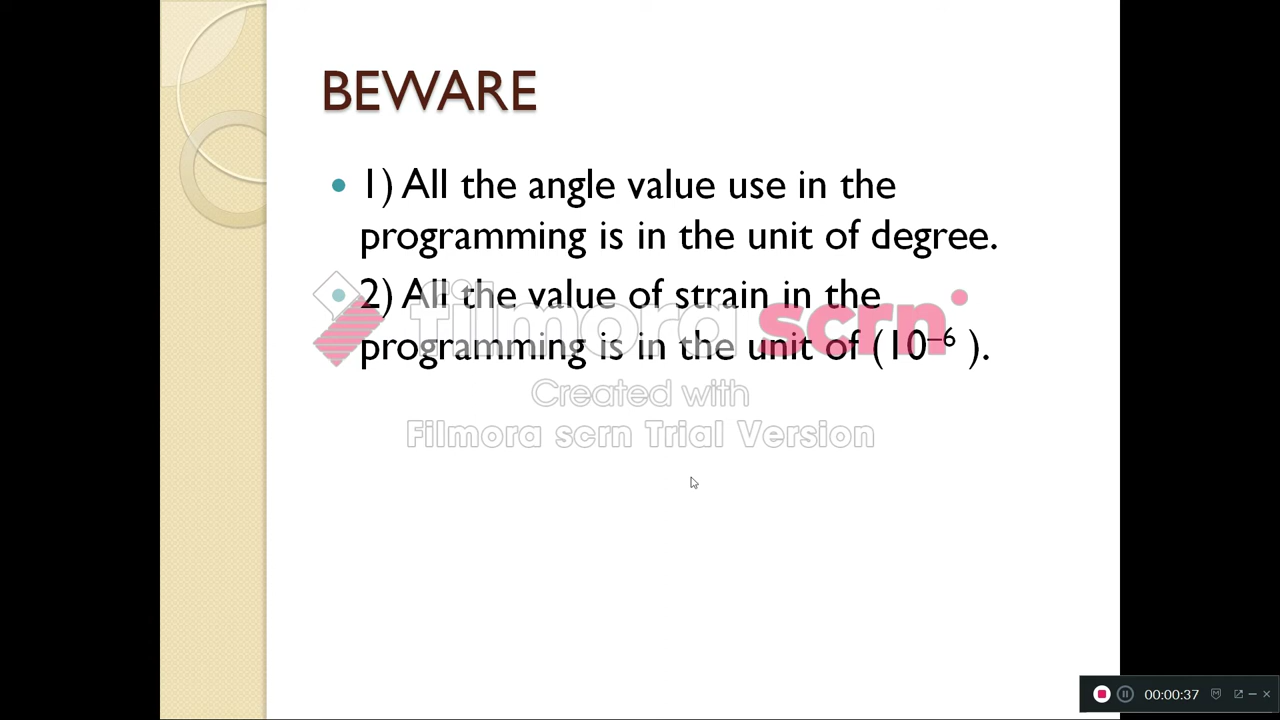 BEWARE
1) All the angle value use in the
programming is in the unit of degree.
2) All the value of strain in the
programming is in the unit of (10⁻⁶ ).
filmora scrn
Created with
Filmora scrn Trial Version
00:00:37